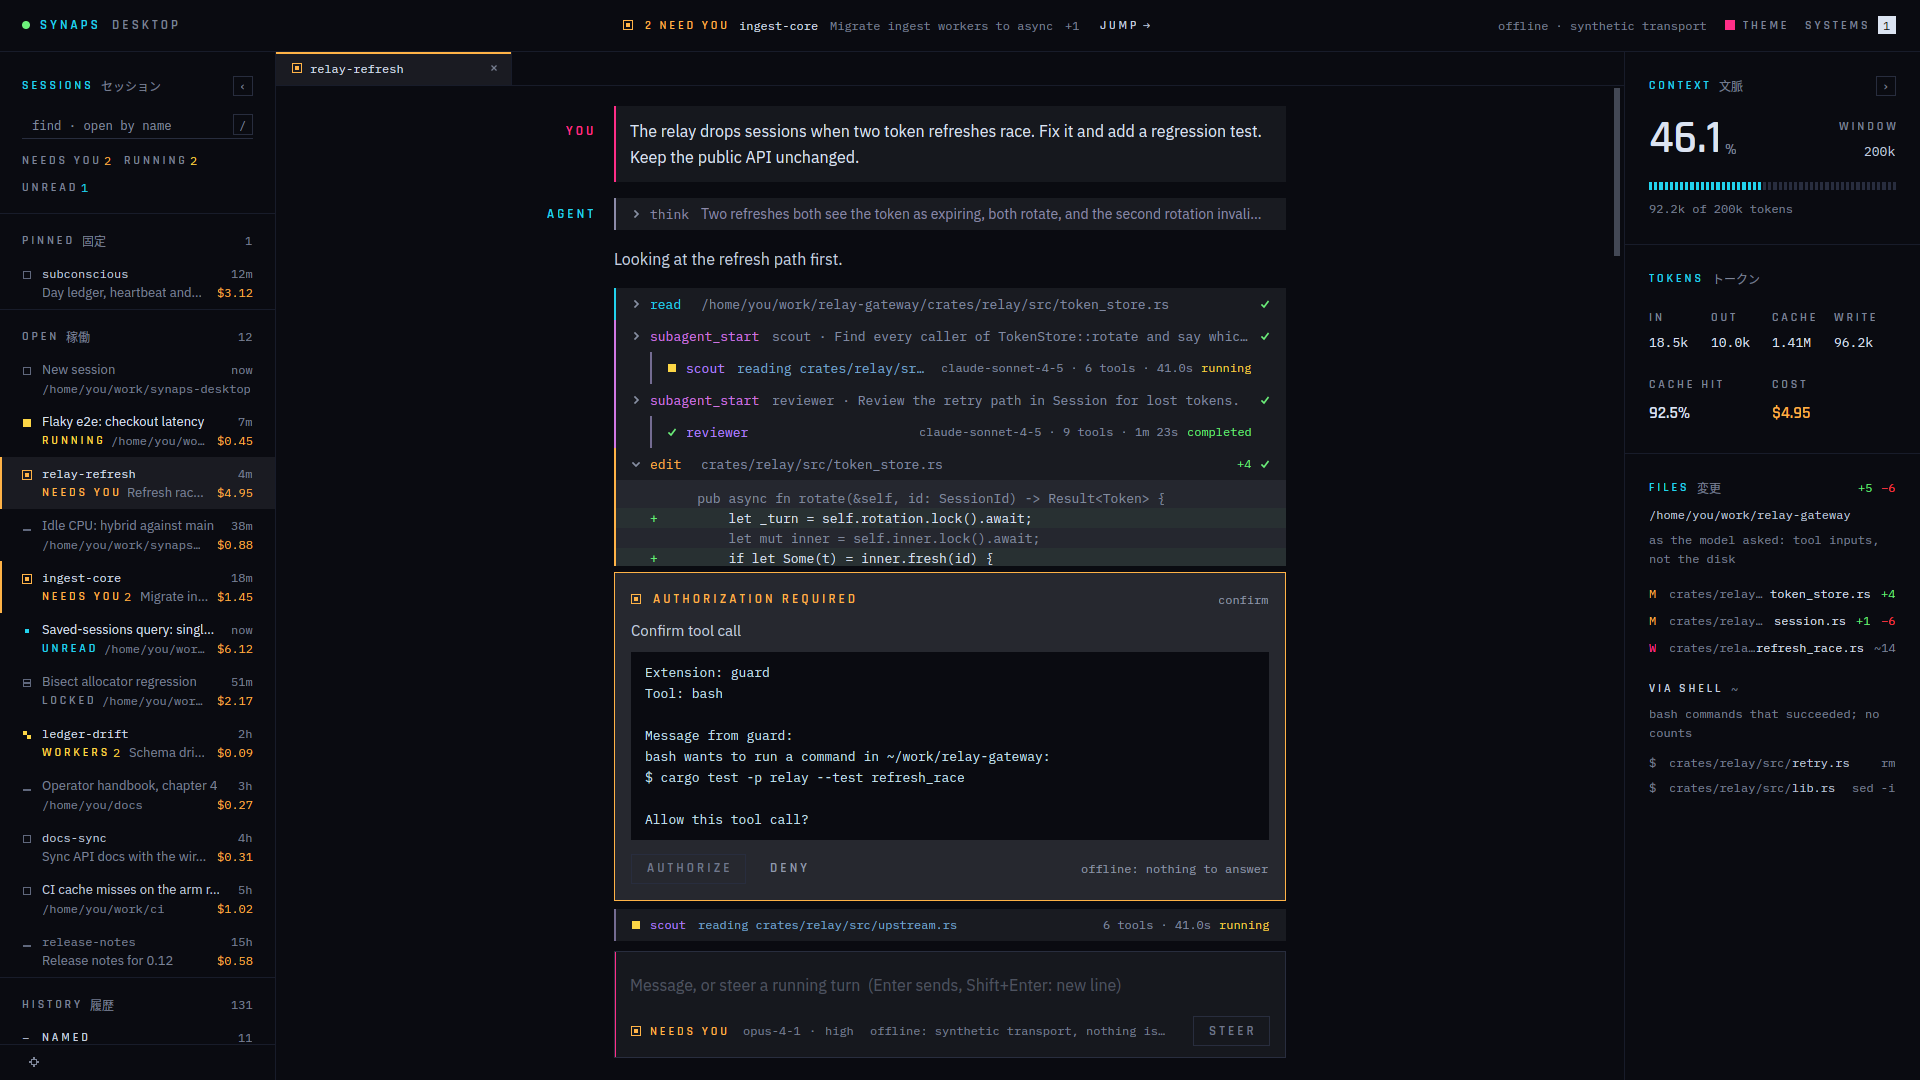 SYNAPS DESKTOP
2 NEED YOU ingest-core Migrate ingest workers to async +1 JUMP →
offline · synthetic transport THEME SYSTEMS 1
SESSIONS セッション ‹
find · open by name /
NEEDS YOU 2 RUNNING 2
UNREAD 1
PINNED 固定 1
subconscious 12m
Day ledger, heartbeat and… $3.12
OPEN 稼働 12
New session now
/home/you/work/synaps-desktop
Flaky e2e: checkout latency 7m
RUNNING /home/you/wo… $0.45
relay-refresh 4m
NEEDS YOU Refresh rac… $4.95
Idle CPU: hybrid against main 38m
/home/you/work/synaps… $0.88
ingest-core 18m
NEEDS YOU 2 Migrate in… $1.45
Saved-sessions query: singl… now
UNREAD /home/you/wor… $6.12
Bisect allocator regression 51m
LOCKED /home/you/wor… $2.17
ledger-drift 2h
WORKERS 2 Schema dri… $0.09
Operator handbook, chapter 4 3h
/home/you/docs $0.27
docs-sync 4h
Sync API docs with the wir… $0.31
CI cache misses on the arm r… 5h
/home/you/work/ci $1.02
release-notes 15h
Release notes for 0.12 $0.58
HISTORY 履歴 131
– NAMED 11
relay-refresh ×
YOU
The relay drops sessions when two token refreshes race. Fix it and add a regression test.
Keep the public API unchanged.
AGENT
› think Two refreshes both see the token as expiring, both rotate, and the second rotation invali…
Looking at the refresh path first.
› read /home/you/work/relay-gateway/crates/relay/src/token_store.rs ✓
› subagent_start scout · Find every caller of TokenStore::rotate and say whic… ✓
scout reading crates/relay/sr… claude-sonnet-4-5 · 6 tools · 41.0s running
› subagent_start reviewer · Review the retry path in Session for lost tokens. ✓
✓ reviewer claude-sonnet-4-5 · 9 tools · 1m 23s completed
edit crates/relay/src/token_store.rs +4 ✓
pub async fn rotate(&self, id: SessionId) -> Result<Token> {
+ let _turn = self.rotation.lock().await;
let mut inner = self.inner.lock().await;
+ if let Some(t) = inner.fresh(id) {
AUTHORIZATION REQUIRED confirm
Confirm tool call
Extension: guard
Tool: bash
Message from guard:
bash wants to run a command in ~/work/relay-gateway:
$ cargo test -p relay --test refresh_race
Allow this tool call?
AUTHORIZE DENY offline: nothing to answer
scout reading crates/relay/src/upstream.rs 6 tools · 41.0s running
Message, or steer a running turn (Enter sends, Shift+Enter: new line)
NEEDS YOU opus-4-1 · high offline: synthetic transport, nothing is… STEER
CONTEXT 文脈 ›
46.1% WINDOW
200k
92.2k of 200k tokens
TOKENS トークン
IN OUT CACHE WRITE
18.5k 10.0k 1.41M 96.2k
CACHE HIT COST
92.5% $4.95
FILES 変更 +5 −6
/home/you/work/relay-gateway
as the model asked: tool inputs,
not the disk
M crates/relay… token_store.rs +4
M crates/relay… session.rs +1 −6
W crates/rela…refresh_race.rs ~14
VIA SHELL ~
bash commands that succeeded; no
counts
$ crates/relay/src/retry.rs rm
$ crates/relay/src/lib.rs sed -i